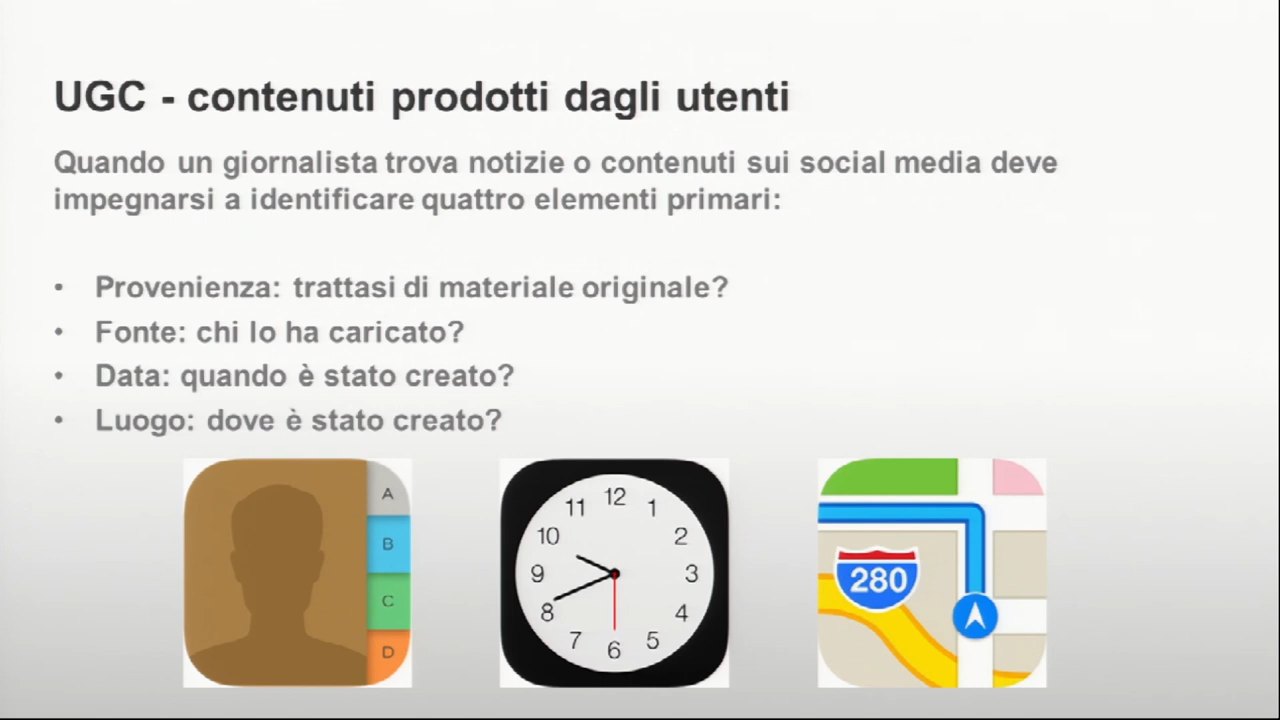 UGC - contenuti prodotti dagli utenti
Quando un giornalista trova notizie o contenuti sui social media deve
impegnarsi a identificare quattro elementi primari:
• Provenienza: trattasi di materiale originale?
• Fonte: chi lo ha caricato?
• Data: quando è stato creato?
• Luogo: dove è stato creato?
A
B
C
D
12
1
2
3
4
5
6
7
8
9
10
11
280